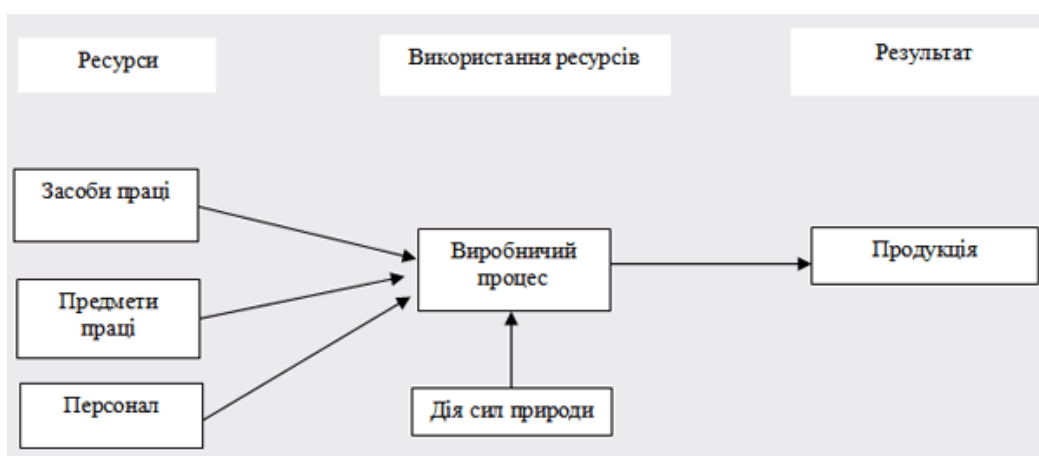 Ресурси
Використання ресурсів
Результат
Засоби праці
Предмети
праці
Персонал
Виробничий
процес
Дія сил природи
Продукція